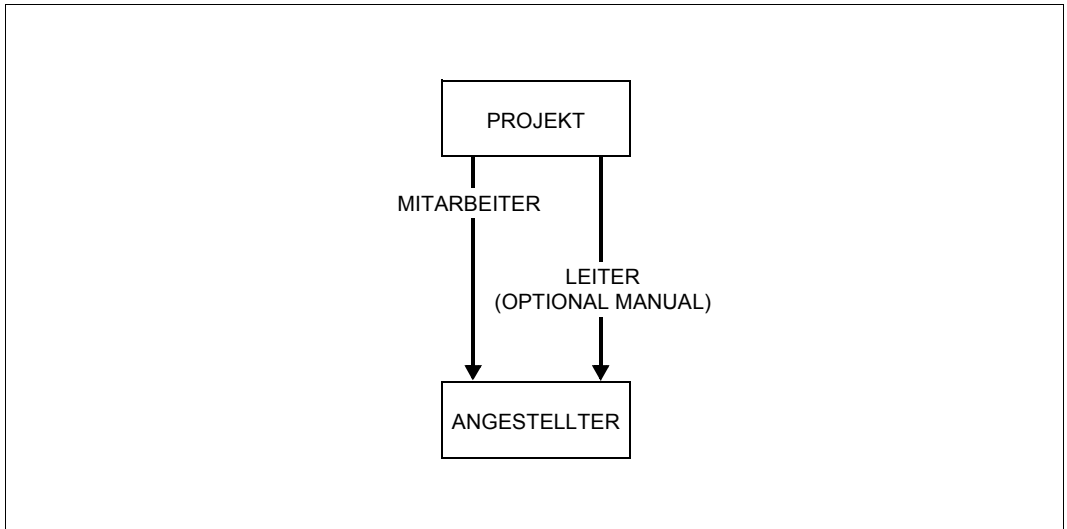 PROJEKT
MITARBEITER
LEITER
(OPTIONAL MANUAL)
ANGESTELLTER